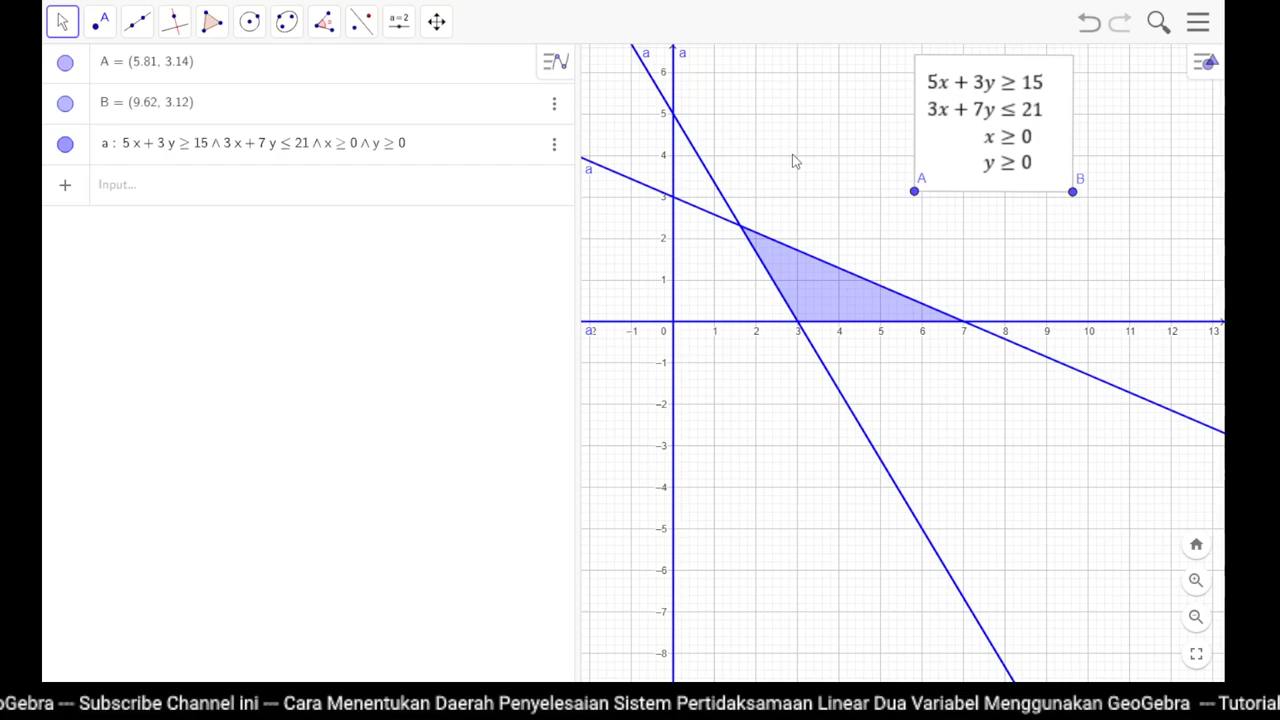 A
a=2
A = (5.81, 3.14)
B = (9.62, 3.12)
a : 5 x + 3 y ≥ 15 ∧ 3 x + 7 y ≤ 21 ∧ x ≥ 0 ∧ y ≥ 0
+ Input...
a a
5x + 3y ≥ 15
3x + 7y ≤ 21
x ≥ 0
y ≥ 0
A B
a
a
6
5
4
3
2
1
−1 0 1 2 3 4 5 6 7 8 9 10 11 12 13
−1
−2
−3
−4
−5
−6
−7
−8
oGebra --- Subscribe Channel ini --- Cara Menentukan Daerah Penyelesaian Sistem Pertidaksamaan Linear Dua Variabel Menggunakan GeoGebra --- Tutorial